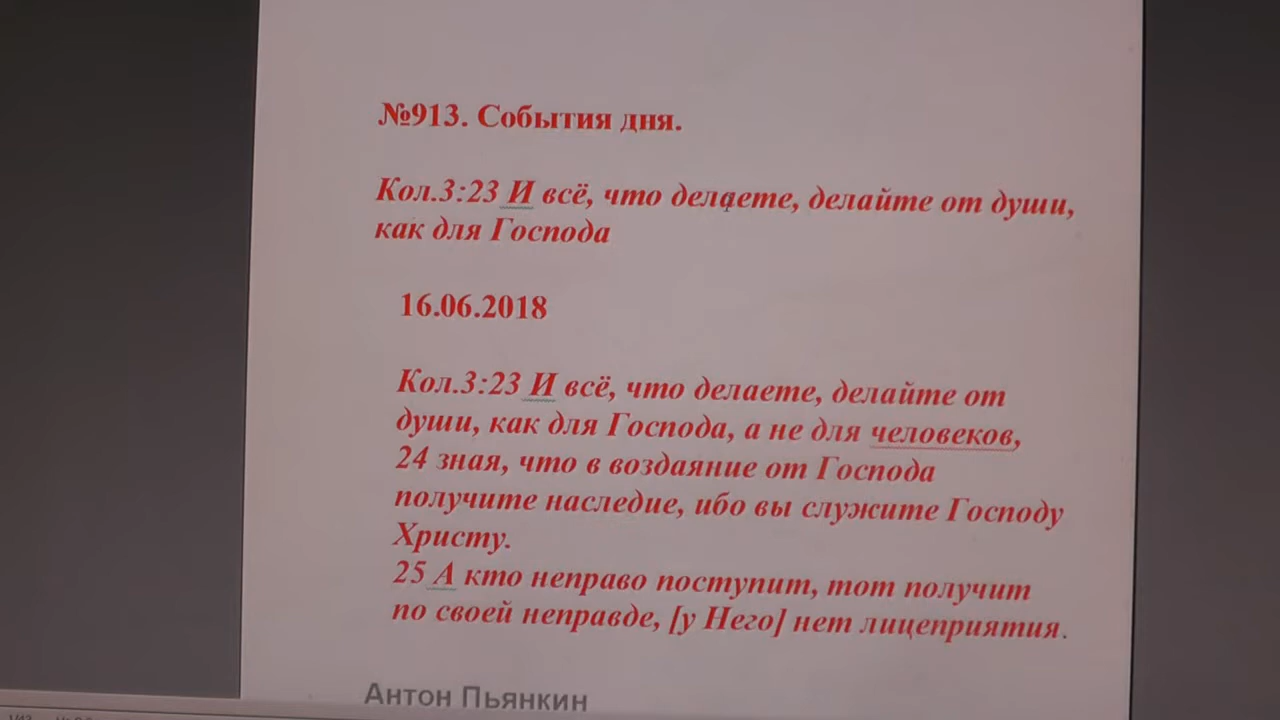 №913. События дня.
Кол.3:23 И всё, что делаете, делайте от души,
как для Господа
16.06.2018
Кол.3:23 И всё, что делаете, делайте от
души, как для Господа, а не для человеков,
24 зная, что в воздаяние от Господа
получите наследие, ибо вы служите Господу
Христу.
25 А кто неправо поступит, тот получит
по своей неправде, [у Него] нет лицеприятия.
Антон Пьянкин